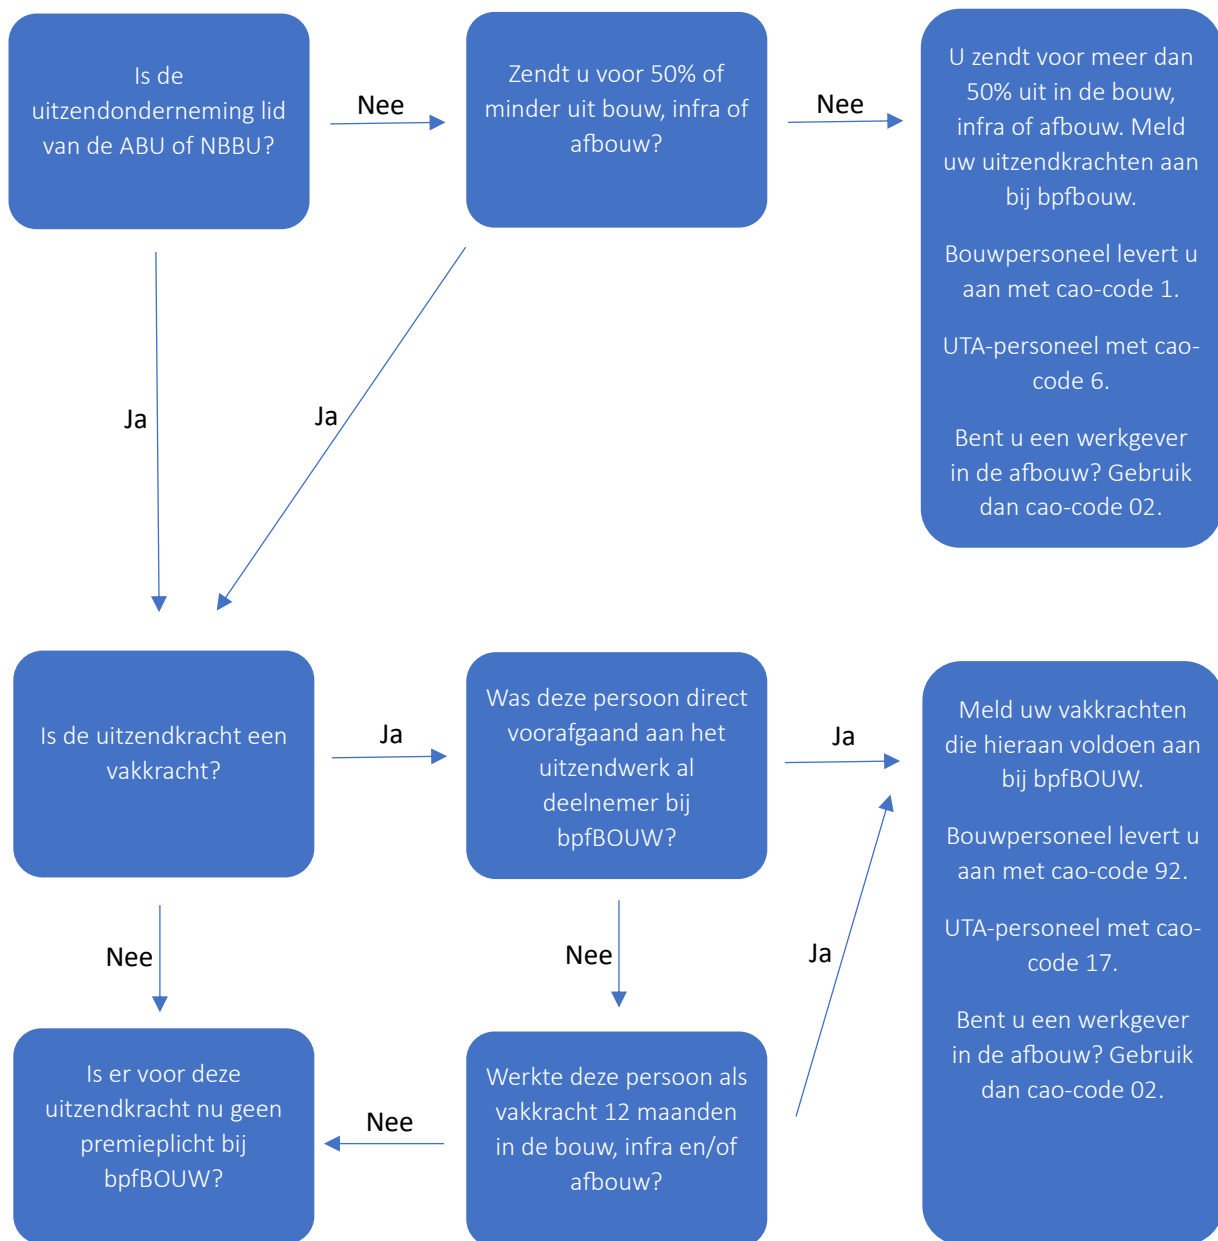 Is de
uitzendonderneming lid
van de ABU of NBBU?
Nee
Zendt u voor 50% of
minder uit bouw, infra of
afbouw?
Nee
U zendt voor meer dan
50% uit in de bouw,
infra of afbouw. Meld
uw uitzendkrachten aan
bij bpfbouw.
Bouwpersoneel levert u
aan met cao-code 1.
UTA-personeel met cao-
code 6.
Bent u een werkgever
in de afbouw? Gebruik
dan cao-code 02.
Ja
Ja
Is de uitzendkracht een
vakkracht?
Ja
Was deze persoon direct
voorafgaand aan het
uitzendwerk al
deelnemer bij
bpfBOUW?
Ja
Meld uw vakkrachten
die hieraan voldoen aan
bij bpfBOUW.
Bouwpersoneel levert u
aan met cao-code 92.
UTA-personeel met cao-
code 17.
Bent u een werkgever
in de afbouw? Gebruik
dan cao-code 02.
Nee
Nee
Ja
Is er voor deze
uitzendkracht nu geen
premieplicht bij
bpfBOUW?
Nee
Werkte deze persoon als
vakkracht 12 maanden
in de bouw, infra en/of
afbouw?